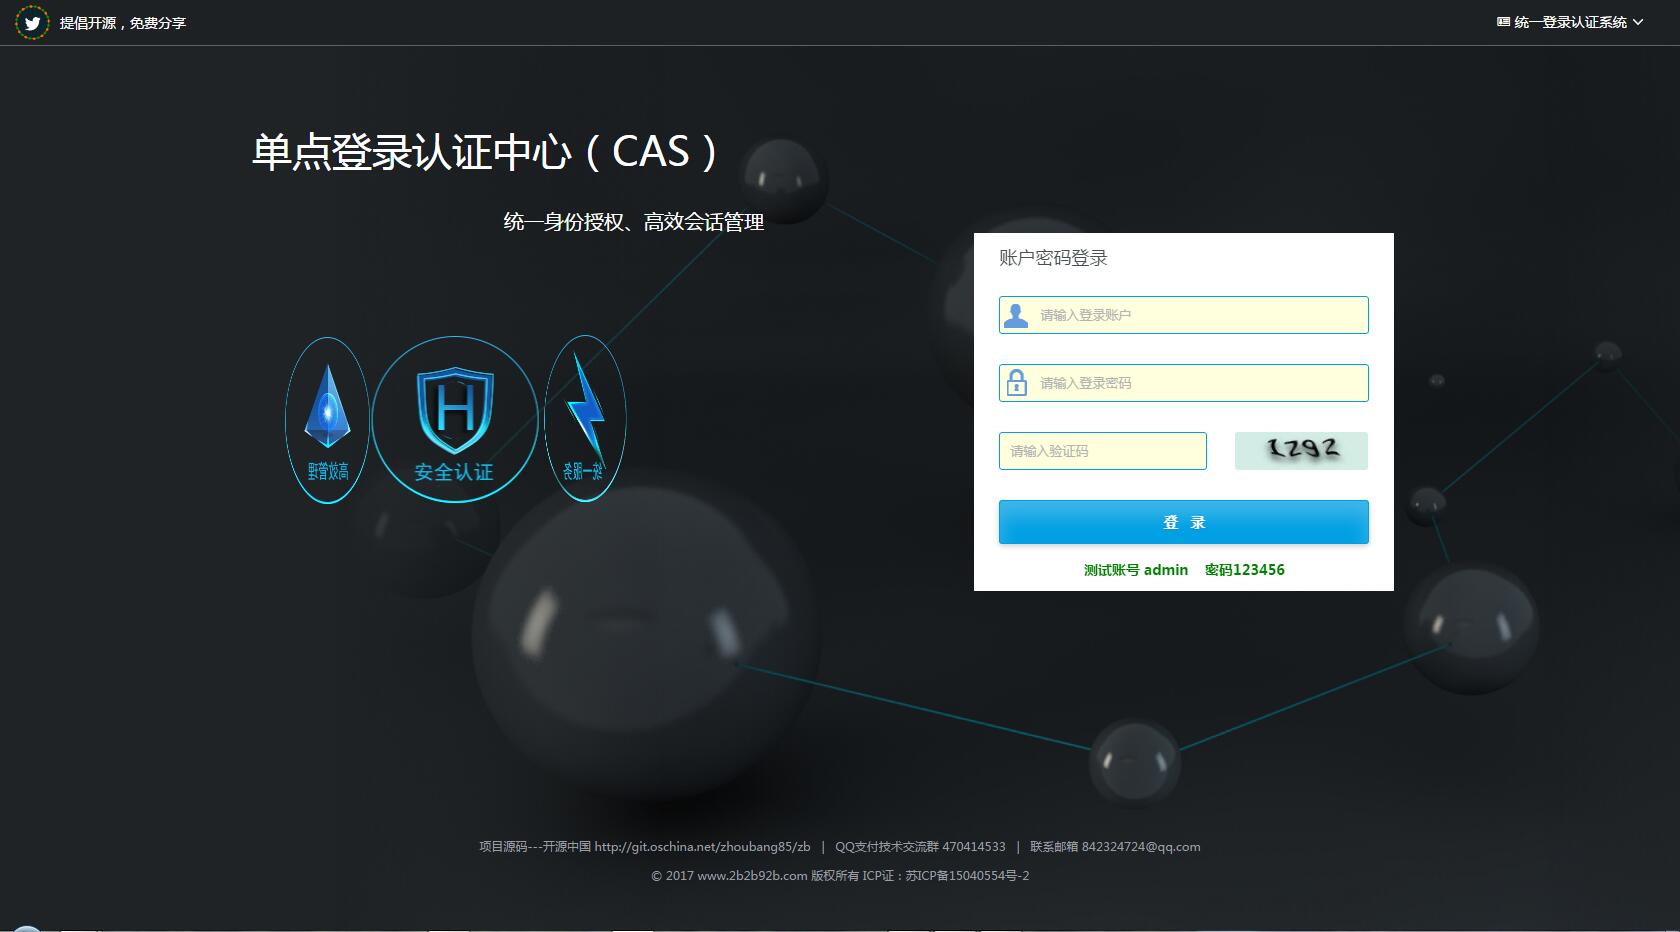 提倡开源，免费分享
统一登录认证系统
单点登录认证中心（CAS）
统一身份授权、高效会话管理
账户密码登录
请输入登录账户
请输入登录密码
请输入验证码
1292
登 录
测试账号 admin 密码123456
高效管理
H
安全认证
统一服务
项目源码---开源中国 http://git.oschina.net/zhoubang85/zb | QQ支付技术交流群 470414533 | 联系邮箱 842324724@qq.com
© 2017 www.2b2b92b.com 版权所有 ICP证：苏ICP备15040554号-2